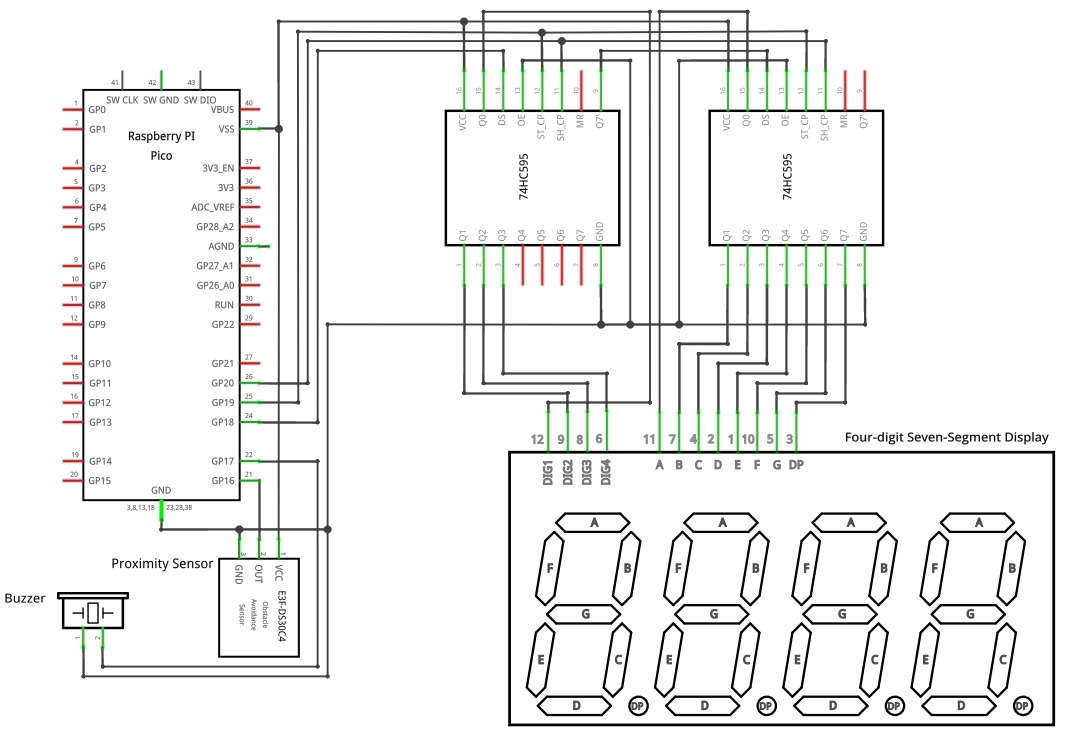 41 42 43
SW CLK SW GND SW DIO
Raspberry PI
Pico
1 GP0
2 GP1
4 GP2
5 GP3
6 GP4
7 GP5
9 GP6
10 GP7
11 GP8
12 GP9
14 GP10
15 GP11
16 GP12
17 GP13
19 GP14
20 GP15
VBUS 40
VSS 39
3V3_EN 37
3V3 36
ADC_VREF 35
GP28_A2 34
AGND 33
GP27_A1 32
GP26_A0 31
RUN 30
GP22 29
GP21 27
GP20 26
GP19 25
GP18 24
GP17 22
GP16 21
GND
3,8,13,18 23,28,38
16 15 14 13 12 11 10 9
VCC Q0 DS OE ST_CP SH_CP MR Q7'
74HC595
Q1 Q2 Q3 Q4 Q5 Q6 Q7 GND
1 2 3 4 5 6 7 8
16 15 14 13 12 11 10 9
VCC Q0 DS OE ST_CP SH_CP MR Q7'
74HC595
Q1 Q2 Q3 Q4 Q5 Q6 Q7 GND
1 2 3 4 5 6 7 8
Proximity Sensor
3 2 1
GND OUT VCC
E3F-DS30C4
Obstacle
Avoidance
Sensor
Buzzer
1 2
Four-digit Seven-Segment Display
12 9 8 6 11 7 4 2 1 10 5 3
DIG1 DIG2 DIG3 DIG4 A B C D E F G DP
A A A A
F B F B F B F B
G G G G
E C E C E C E C
D DP D DP D DP D DP